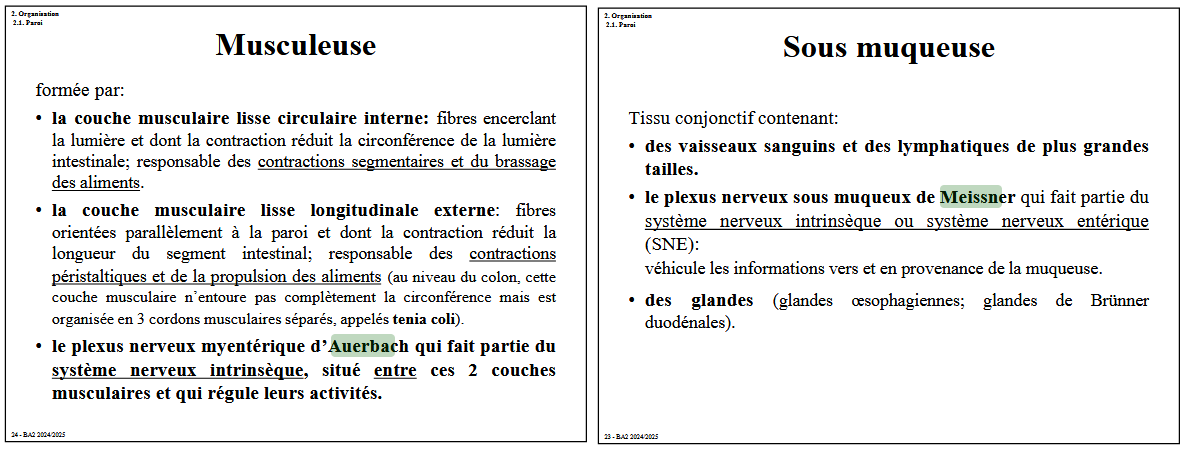 2. Organisation
2.1. Paroi
Musculeuse
formée par:
• la couche musculaire lisse circulaire interne: fibres encerclant
la lumière et dont la contraction réduit la circonférence de la lumière
intestinale; responsable des contractions segmentaires et du brassage
des aliments.
• la couche musculaire lisse longitudinale externe: fibres
orientées parallèlement à la paroi et dont la contraction réduit la
longueur du segment intestinal; responsable des contractions
péristaltiques et de la propulsion des aliments (au niveau du colon, cette
couche musculaire n’entoure pas complètement la circonférence mais est
organisée en 3 cordons musculaires séparés, appelés tenia coli).
• le plexus nerveux myentérique d’Auerbach qui fait partie du
système nerveux intrinsèque, situé entre ces 2 couches
musculaires et qui régule leurs activités.
24 - BA2 2024/2025
2. Organisation
2.1. Paroi
Sous muqueuse
Tissu conjonctif contenant:
• des vaisseaux sanguins et des lymphatiques de plus grandes
tailles.
• le plexus nerveux sous muqueux de Meissner qui fait partie du
système nerveux intrinsèque ou système nerveux entérique
(SNE):
véhicule les informations vers et en provenance de la muqueuse.
• des glandes (glandes œsophagiennes; glandes de Brünner
duodénales).
23 - BA2 2024/2025